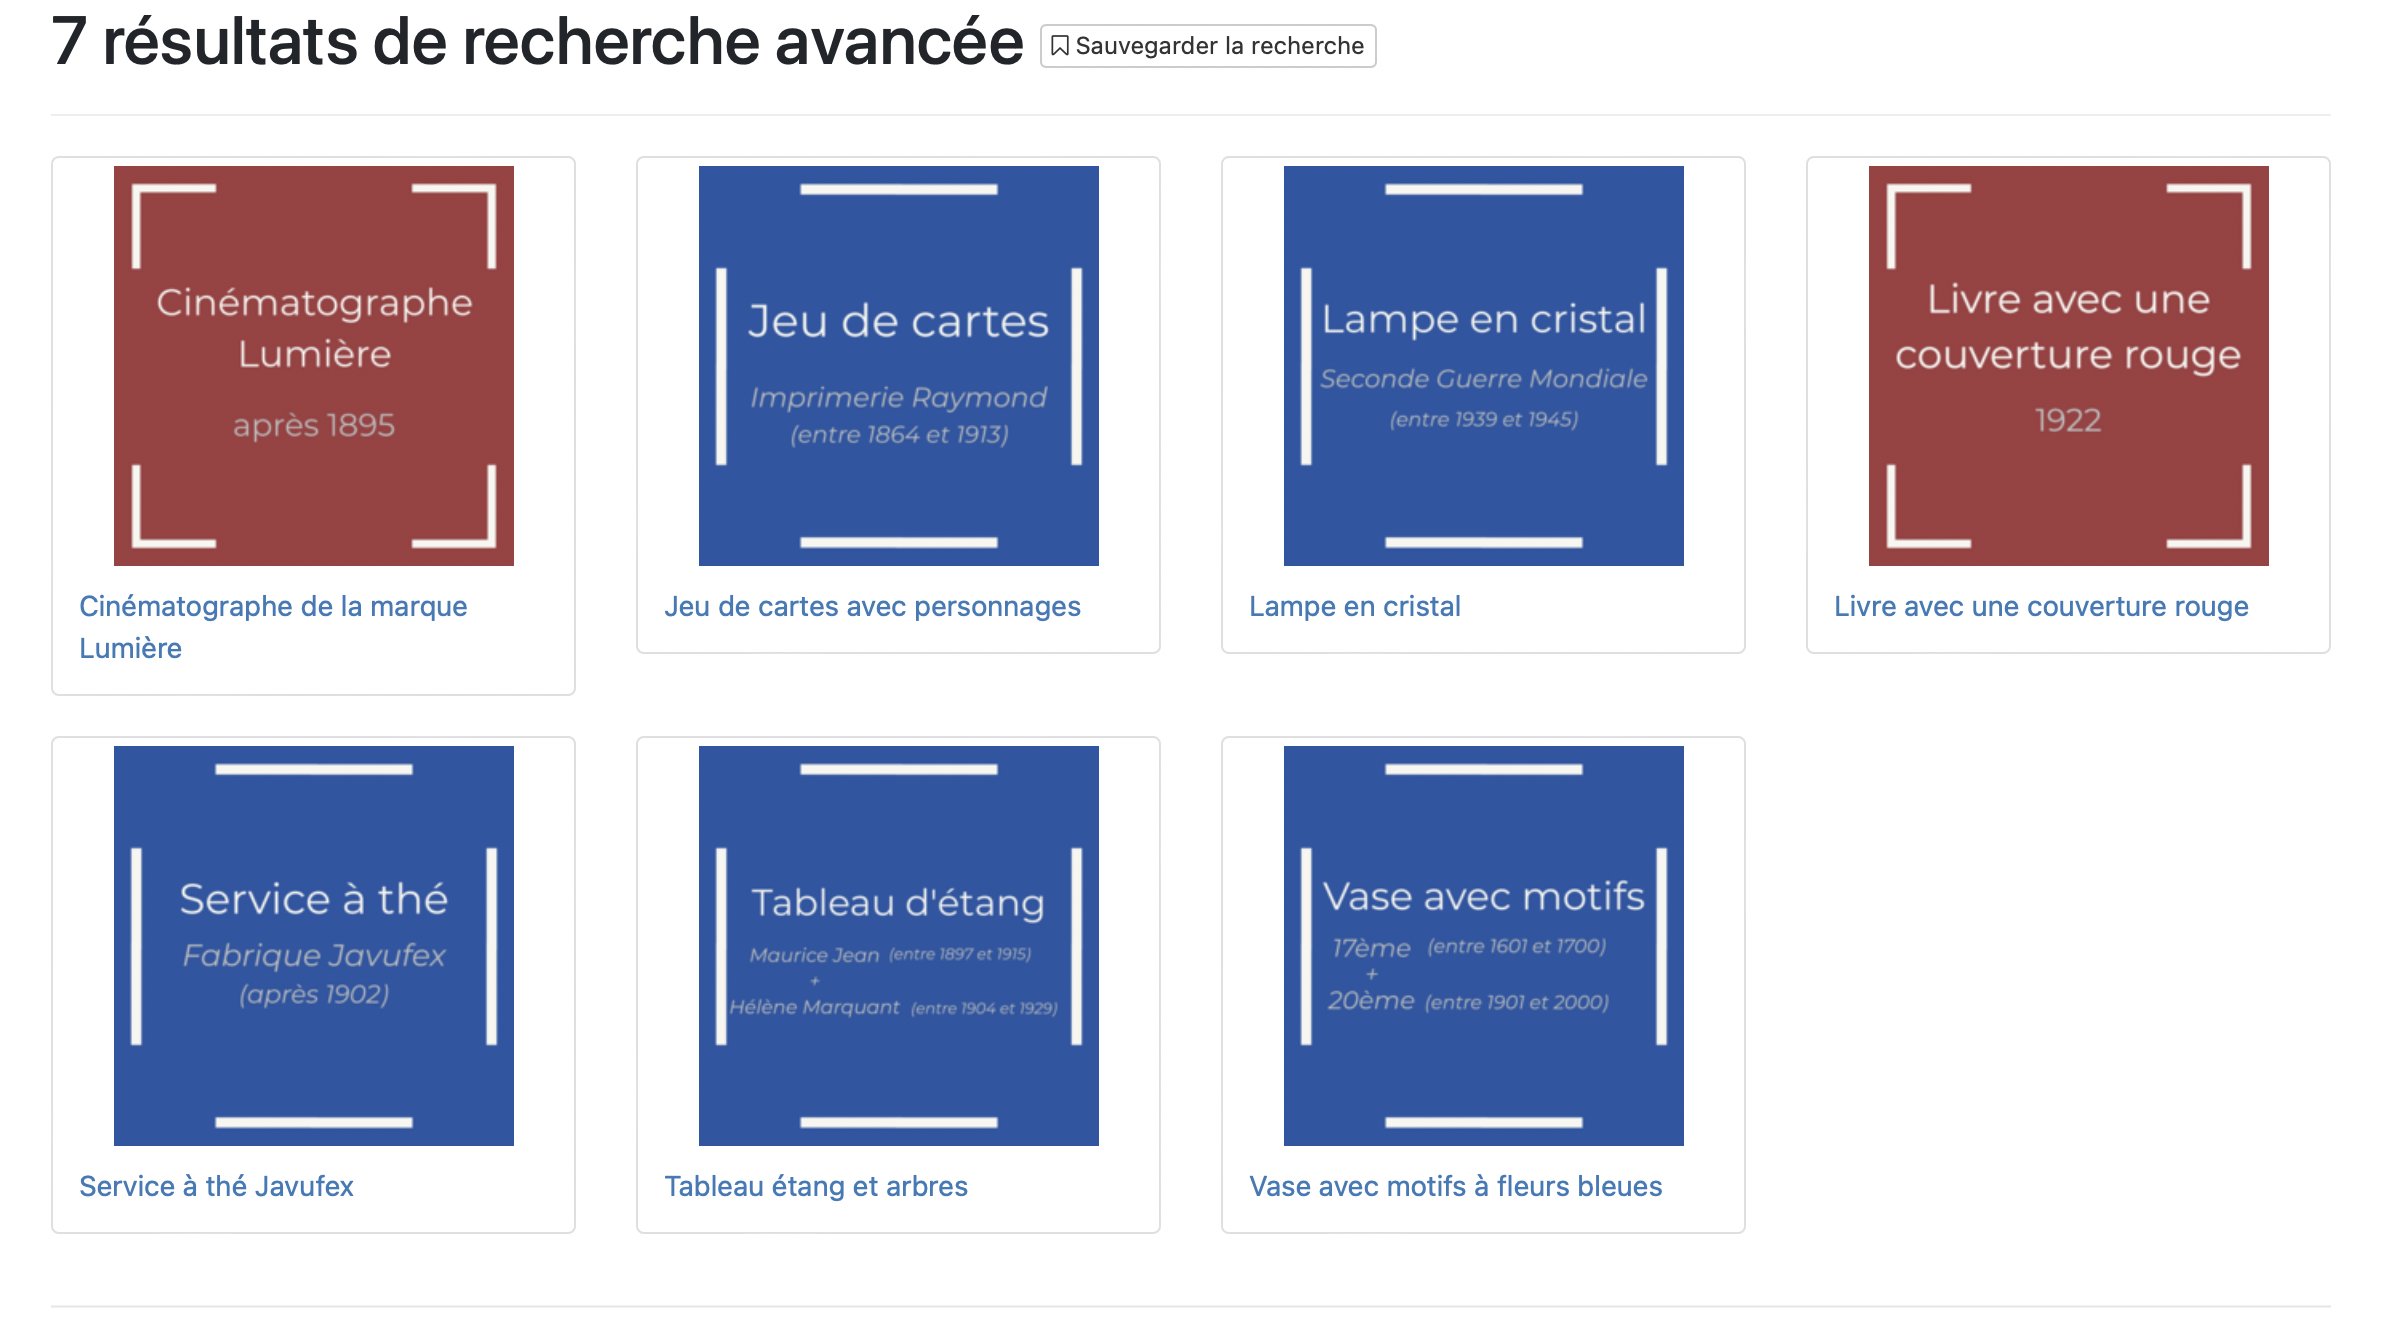 7 résultats de recherche avancée
Sauvegarder la recherche
Cinématographe
Lumière
après 1895
Cinématographe de la marque
Lumière
Jeu de cartes
Imprimerie Raymond
(entre 1864 et 1913)
Jeu de cartes avec personnages
Lampe en cristal
Seconde Guerre Mondiale
(entre 1939 et 1945)
Lampe en cristal
Livre avec une
couverture rouge
1922
Livre avec une couverture rouge
Service à thé
Fabrique Javufex
(après 1902)
Service à thé Javufex
Tableau d'étang
Maurice Jean (entre 1897 et 1915)
+
Hélène Marquant (entre 1904 et 1929)
Tableau étang et arbres
Vase avec motifs
17ème (entre 1601 et 1700)
+
20ème (entre 1901 et 2000)
Vase avec motifs à fleurs bleues